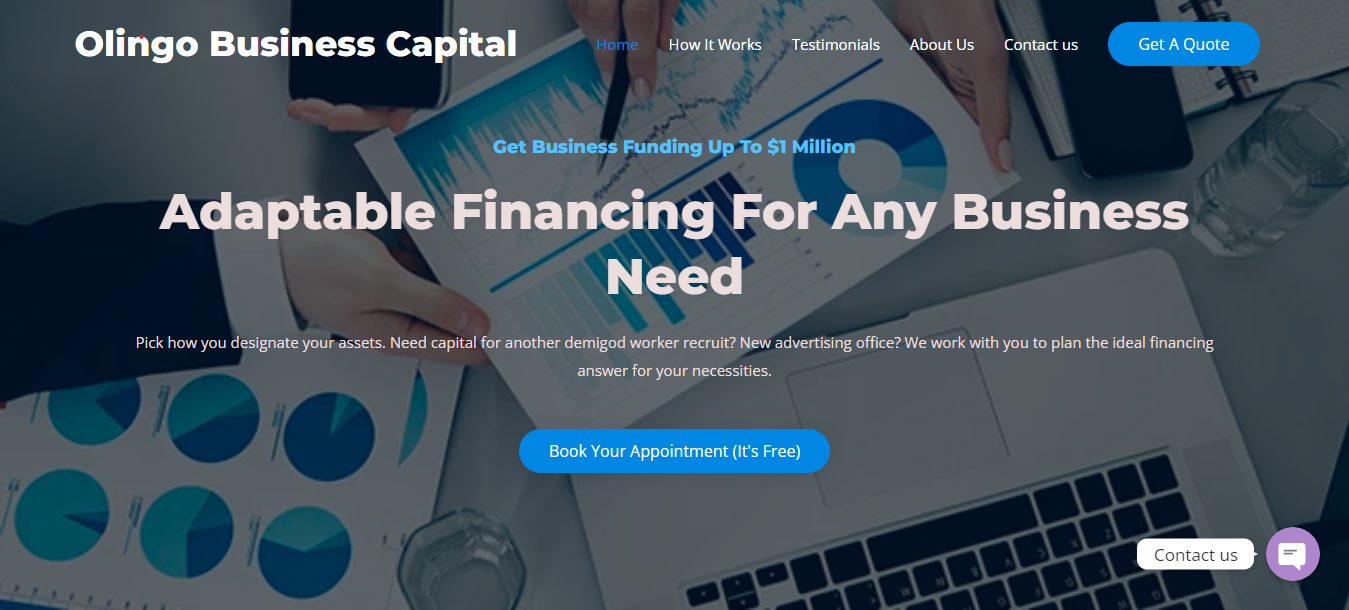 Olingo Business Capital
Home How It Works Testimonials About Us Contact us Get A Quote
Get Business Funding Up To $1 Million
Adaptable Financing For Any Business
Need
Pick how you designate your assets. Need capital for another demigod worker recruit? New advertising office? We work with you to plan the ideal financing
answer for your necessities.
Book Your Appointment (It's Free)
Contact us